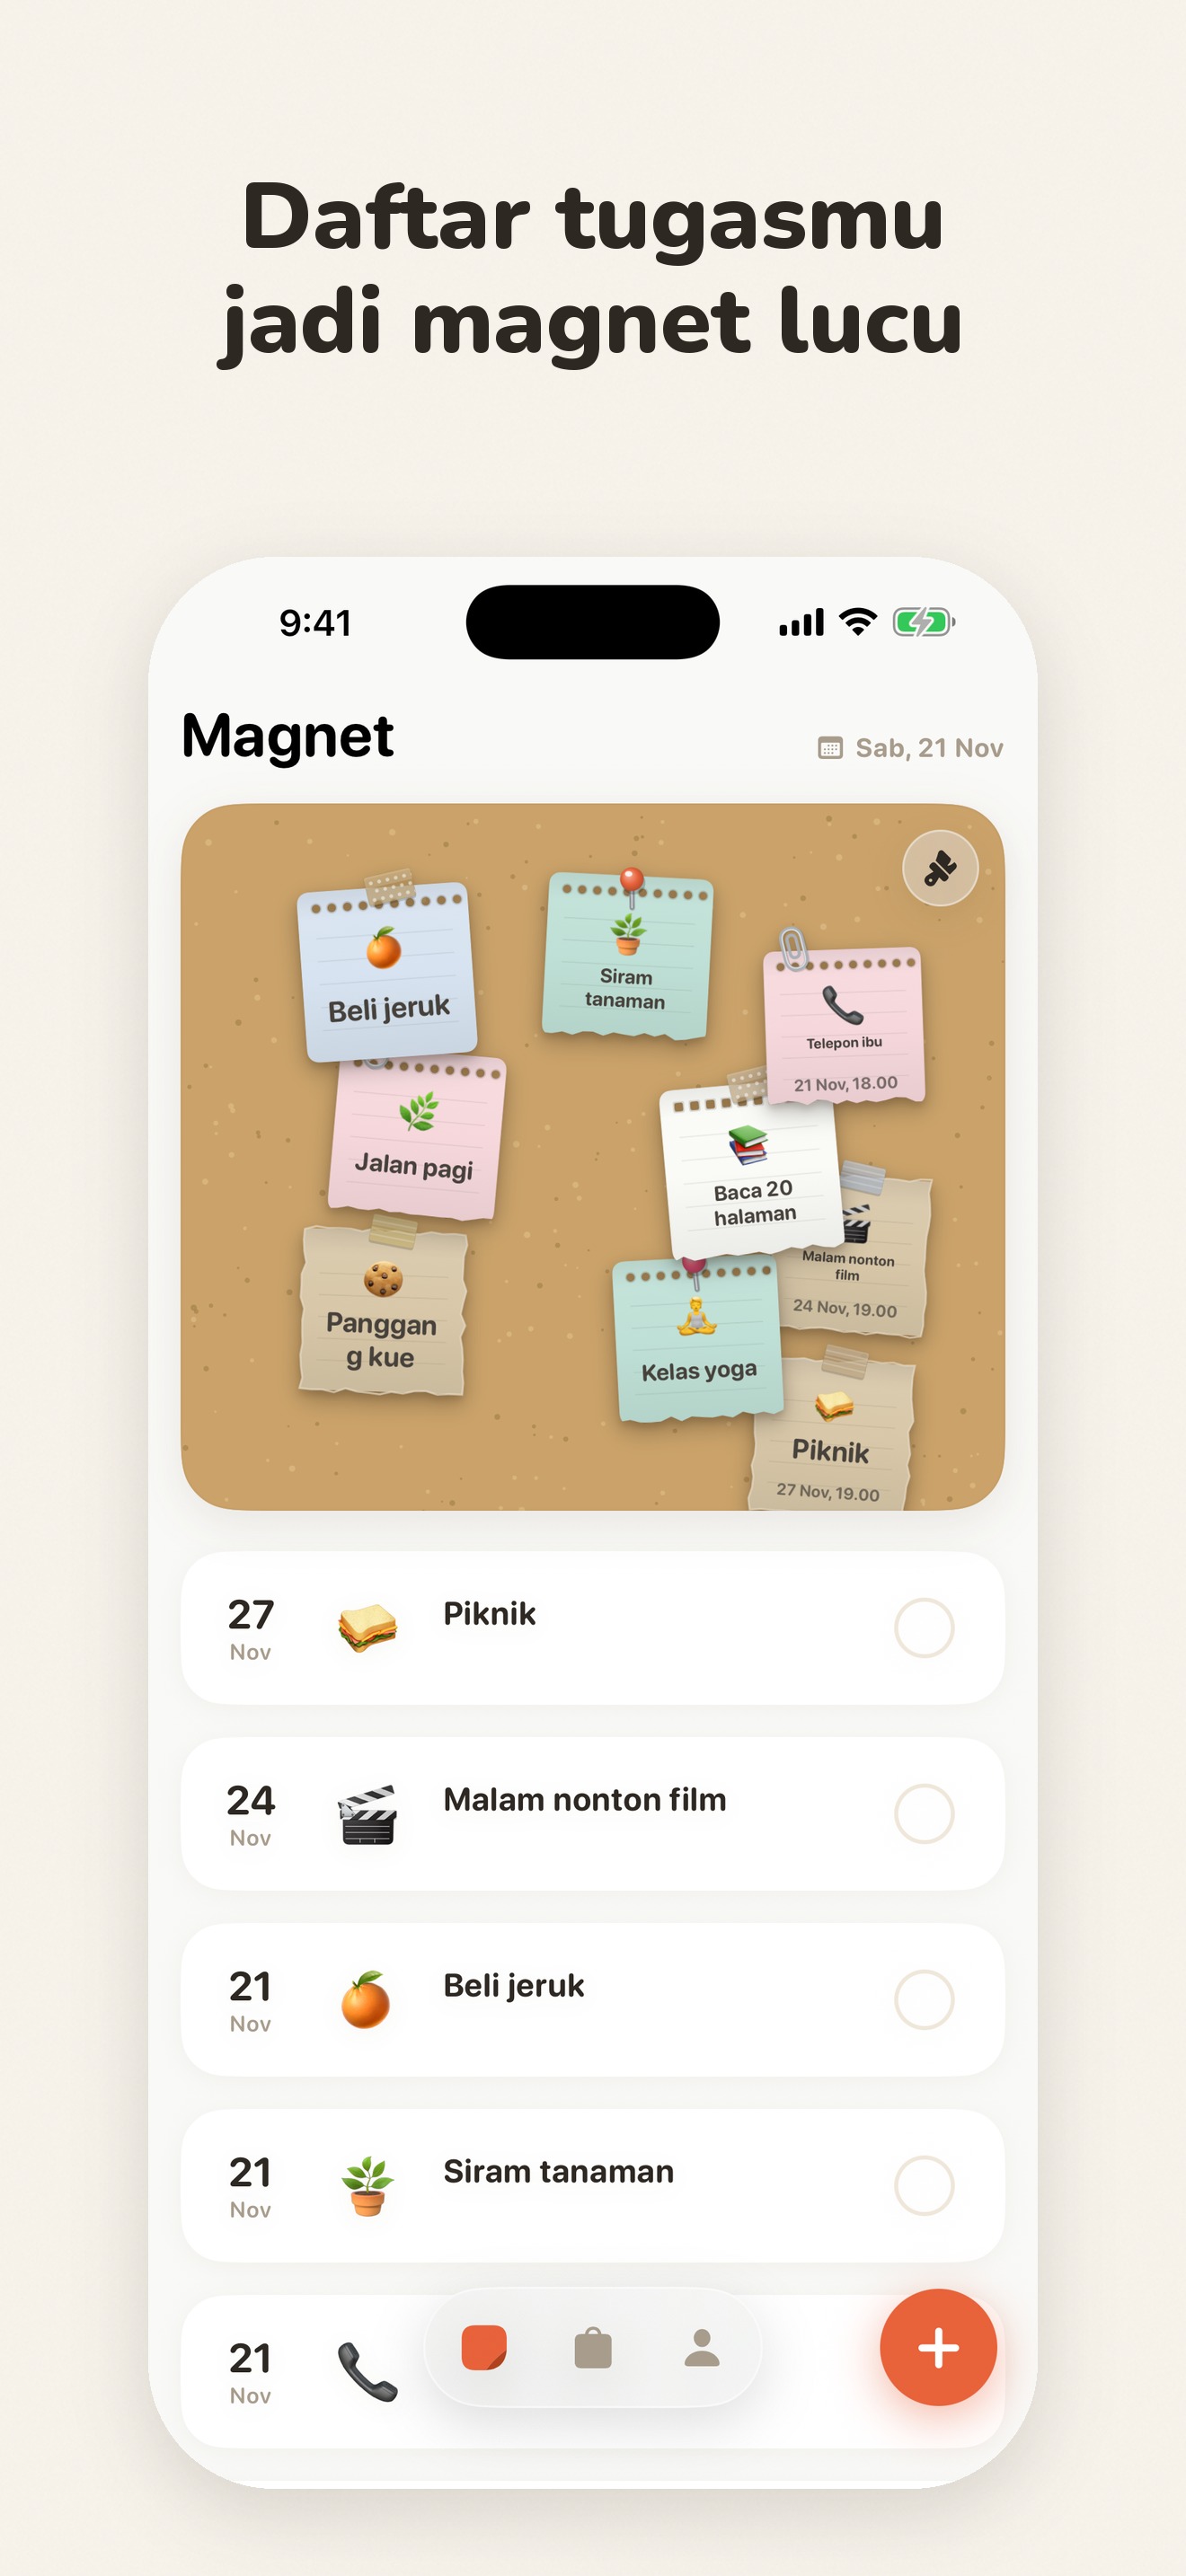 Daftar tugasmu
jadi magnet lucu
9:41
Magnet
Sab, 21 Nov
Beli jeruk
Siram
tanaman
Telepon ibu
21 Nov, 18.00
Jalan pagi
Baca 20
halaman
Malam nonton
film
24 Nov, 19.00
Panggan
g kue
Kelas yoga
Piknik
27 Nov, 19.00
27
Nov
Piknik
24
Nov
Malam nonton film
21
Nov
Beli jeruk
21
Nov
Siram tanaman
21
Nov